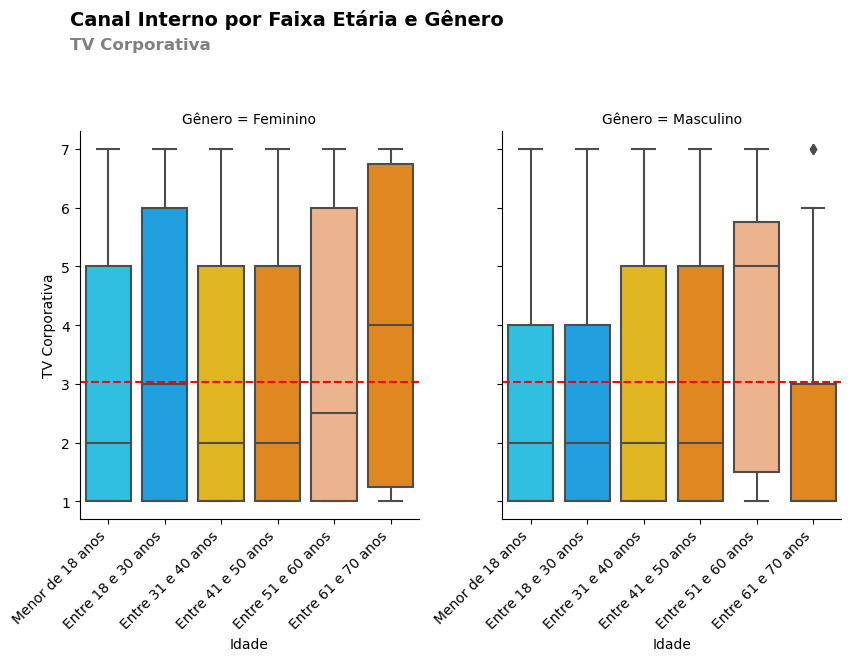 Canal Interno por Faixa Etária e Gênero
TV Corporativa
Gênero = Feminino
Gênero = Masculino
TV Corporativa
7
6
5
4
3
2
1
Menor de 18 anos
Entre 18 e 30 anos
Entre 31 e 40 anos
Entre 41 e 50 anos
Entre 51 e 60 anos
Entre 61 e 70 anos
Idade
Menor de 18 anos
Entre 18 e 30 anos
Entre 31 e 40 anos
Entre 41 e 50 anos
Entre 51 e 60 anos
Entre 61 e 70 anos
Idade